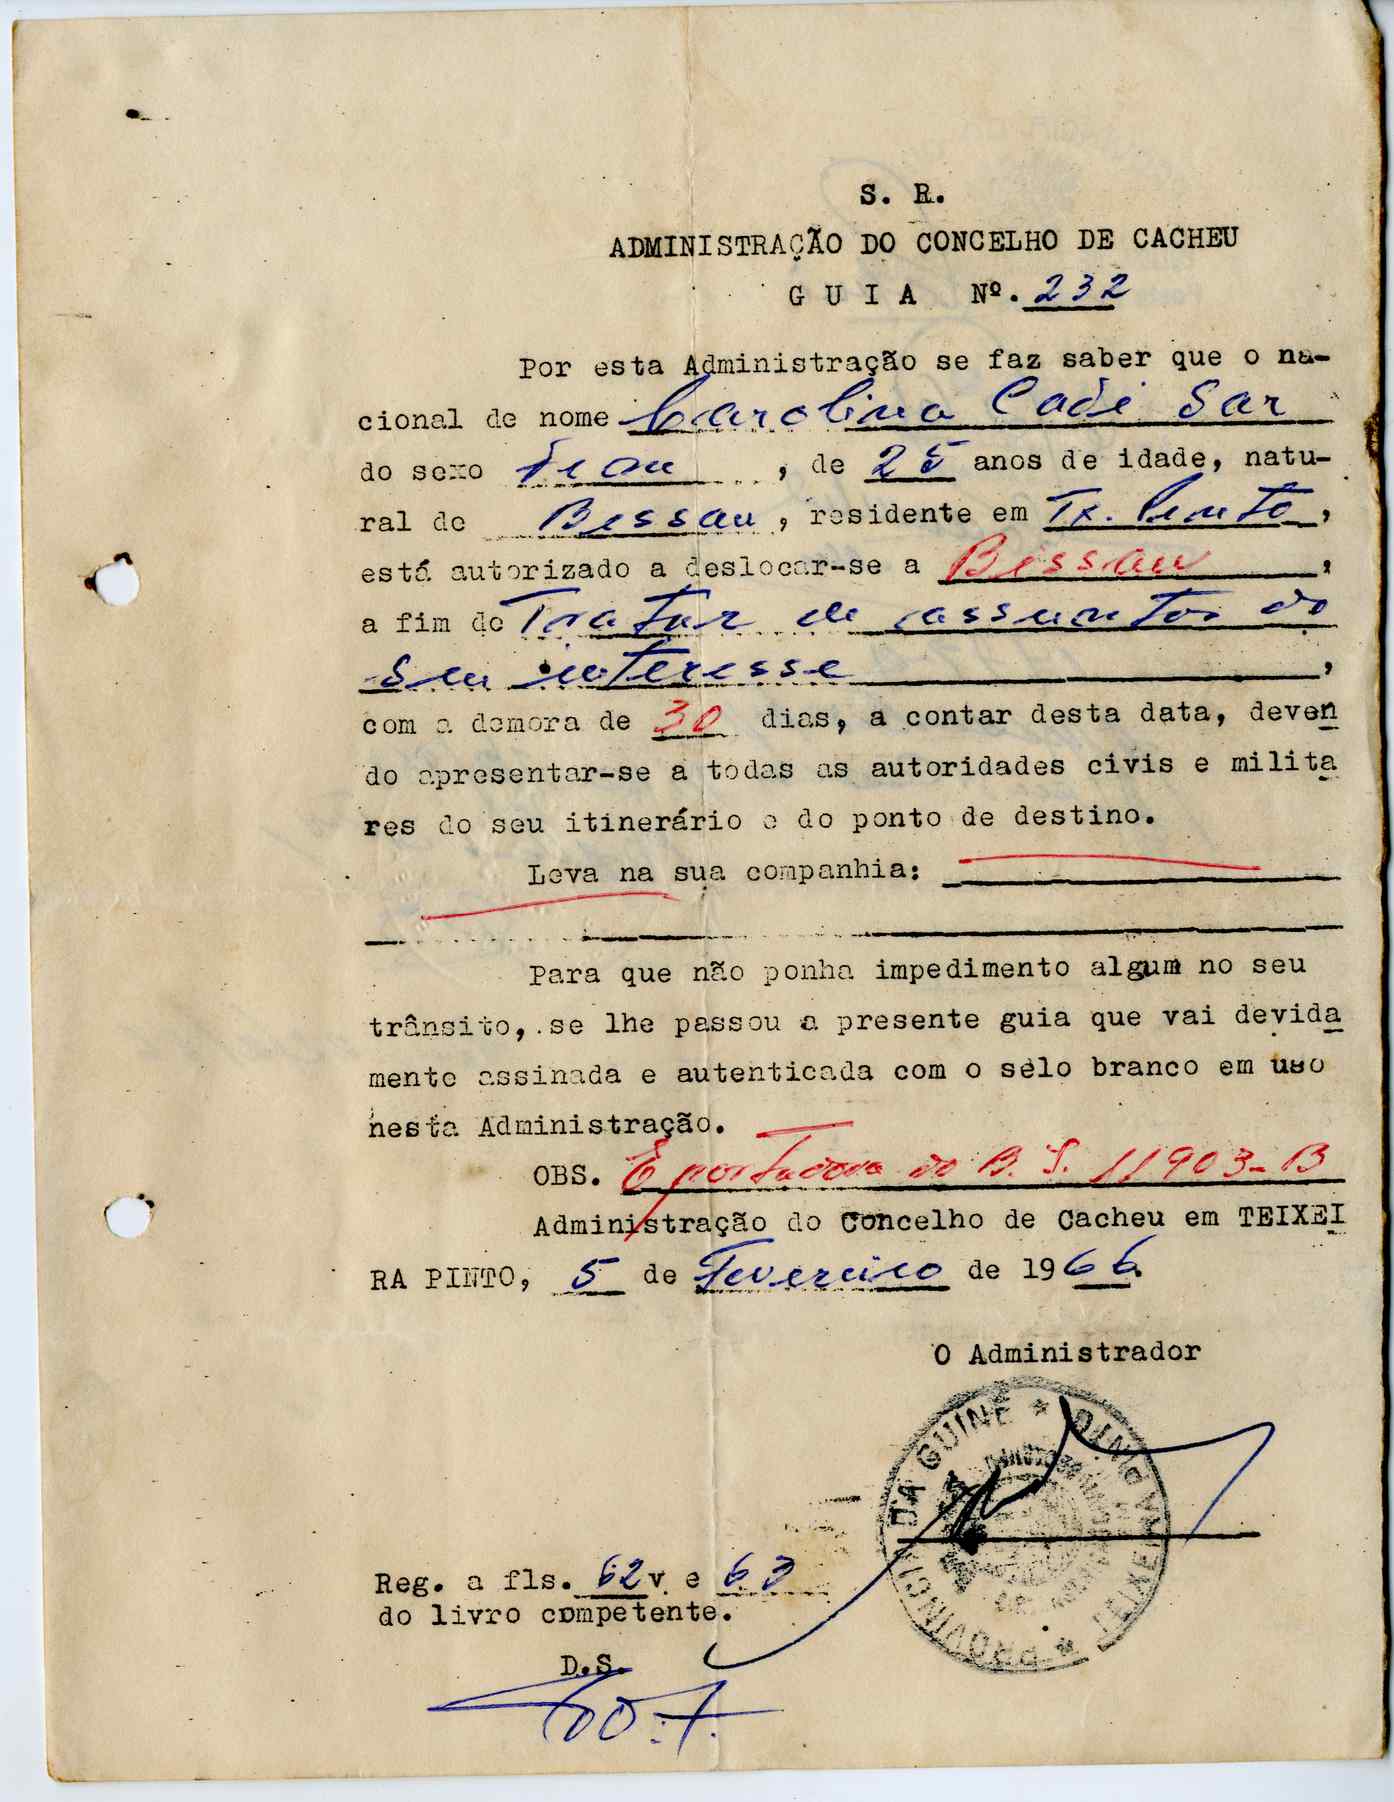 S. R.
ADMINISTRAÇÃO DO CONCELHO DE CACHEU
G U I A Nº. 232
Por esta Administração se faz saber que o na-
cional de nome Carolina Cadi Sar
do sexo Fem , de 25 anos de idade, natu-
ral de Bissau, residente em Tx. Pinto,
está autorizado a deslocar-se a Bissau,
a fim de Tratar de assuntos do
seu interesse,
com a demora de 30 dias, a contar desta data, deven
do apresentar-se a todas as autoridades civis e milita
res do seu itinerário e do ponto de destino.
Leva na sua companhia:
Para que não ponha impedimento algum no seu
trânsito, se lhe passou a presente guia que vai devida
mente assinada e autenticada com o sêlo branco em uso
nesta Administração.
OBS. É portadora do B. I. 11903-B
Administração do Concelho de Cacheu em TEIXEI
RA PINTO, 5 de Fevereiro de 1966.
O Administrador
PROVINCIA DA GUINÉ * TEIXEIRA PINTO *
Reg. a fls. 62v e 63
do livro competente.
D.S.